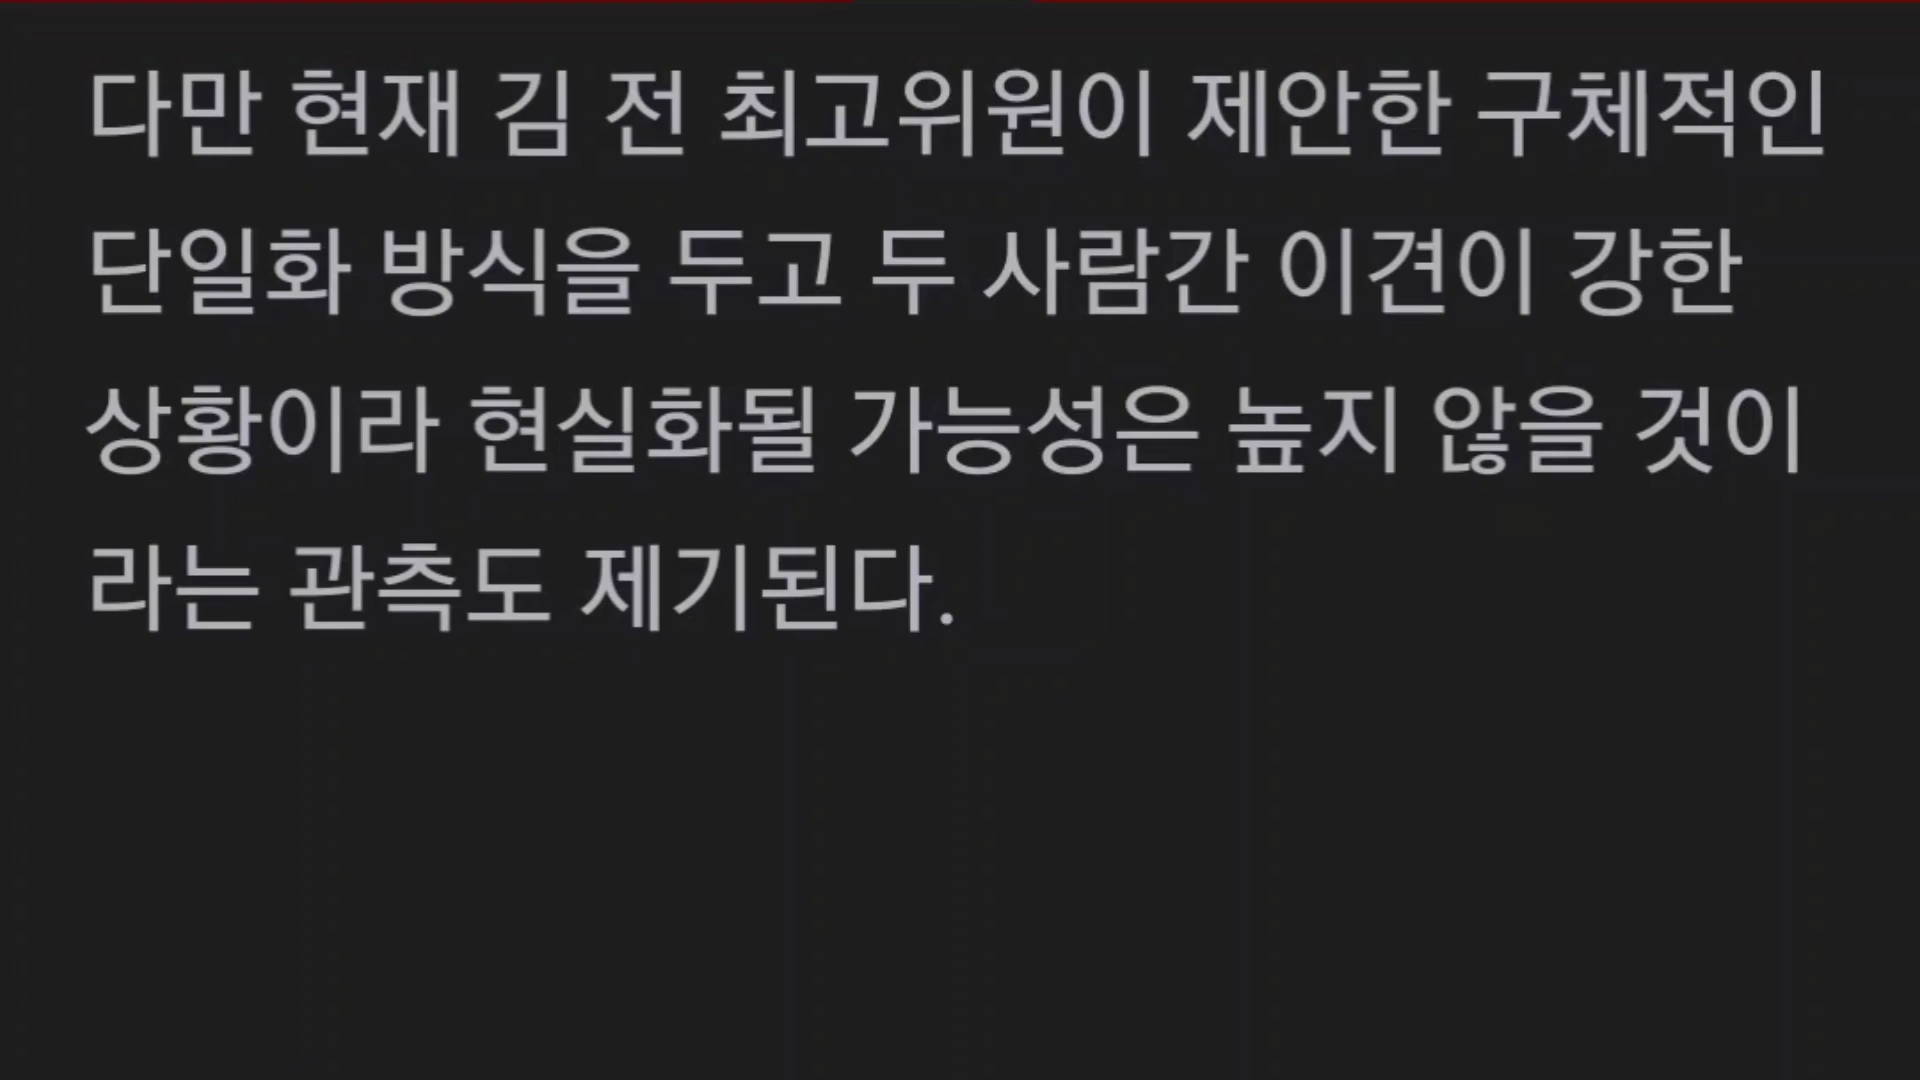 다만 현재 김 전 최고위원이 제안한 구체적인
단일화 방식을 두고 두 사람간 이견이 강한
상황이라 현실화될 가능성은 높지 않을 것이
라는 관측도 제기된다.